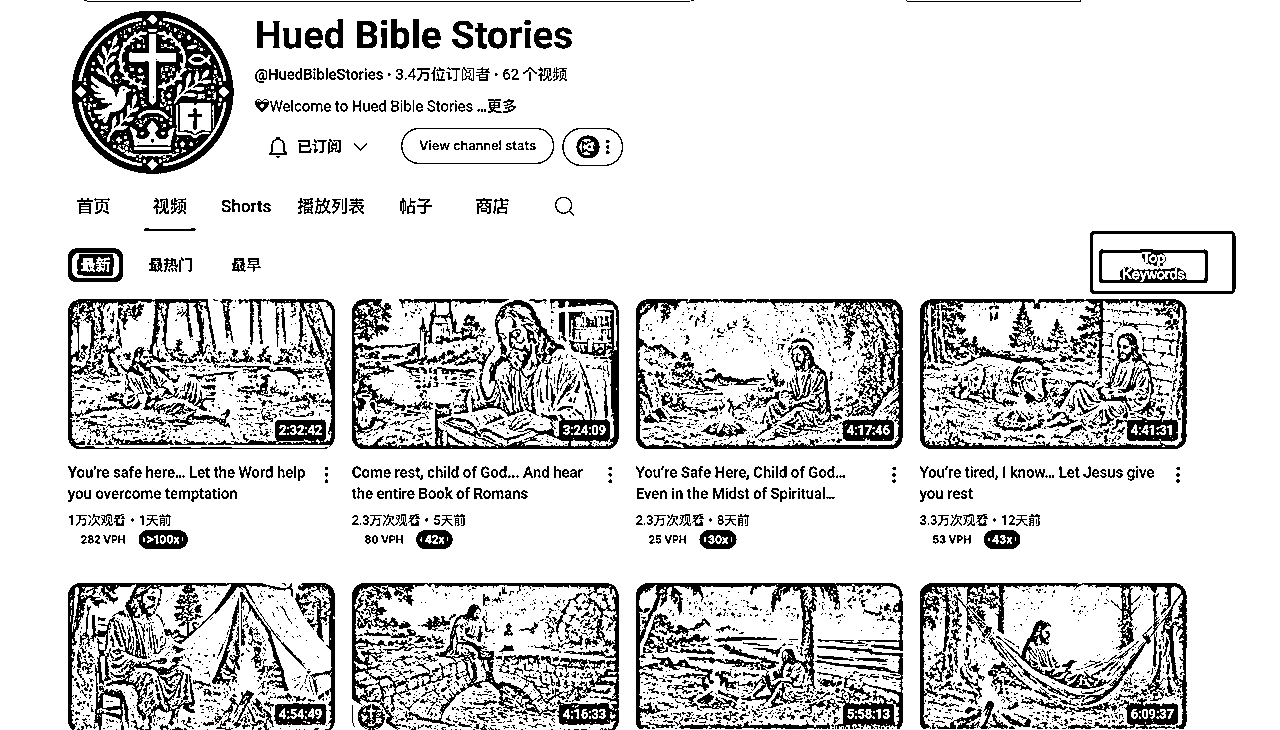 Hued Bible Stories
@HuedBibleStories · 3.4万位订阅者 · 62 个视频
Welcome to Hued Bible Stories ...更多
已订阅 View channel stats
首页 视频 Shorts 播放列表 帖子 商店
最新 最热门 最早
Top
Keywords
2:32:42 3:24:09 4:17:46 4:41:31
You're safe here... Let the Word help
you overcome temptation
1万次观看 · 1天前
282 VPH >100x
Come rest, child of God... And hear
the entire Book of Romans
2.3万次观看 · 5天前
80 VPH 42x
You're Safe Here, Child of God...
Even in the Midst of Spiritual...
2.3万次观看 · 8天前
25 VPH 30x
You're tired, I know... Let Jesus give
you rest
3.3万次观看 · 12天前
53 VPH 43x
4:54:49 4:16:33 5:58:13 6:09:37